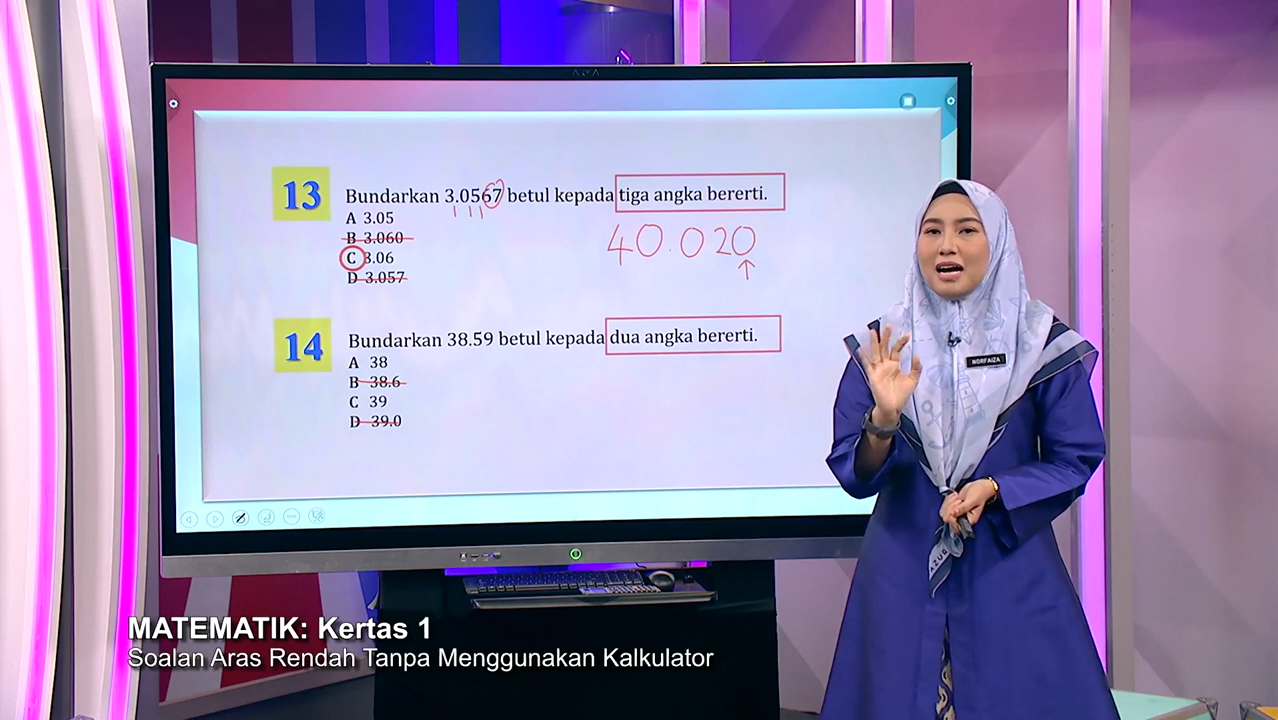 AIVA
13
Bundarkan 3.0567 betul kepada tiga angka bererti.
A 3.05
B 3.060
C 3.06
D 3.057
40.020
14
Bundarkan 38.59 betul kepada dua angka bererti.
A 38
B 38.6
C 39
D 39.0
NORFAIZA
MATEMATIK: Kertas 1
Soalan Aras Rendah Tanpa Menggunakan Kalkulator